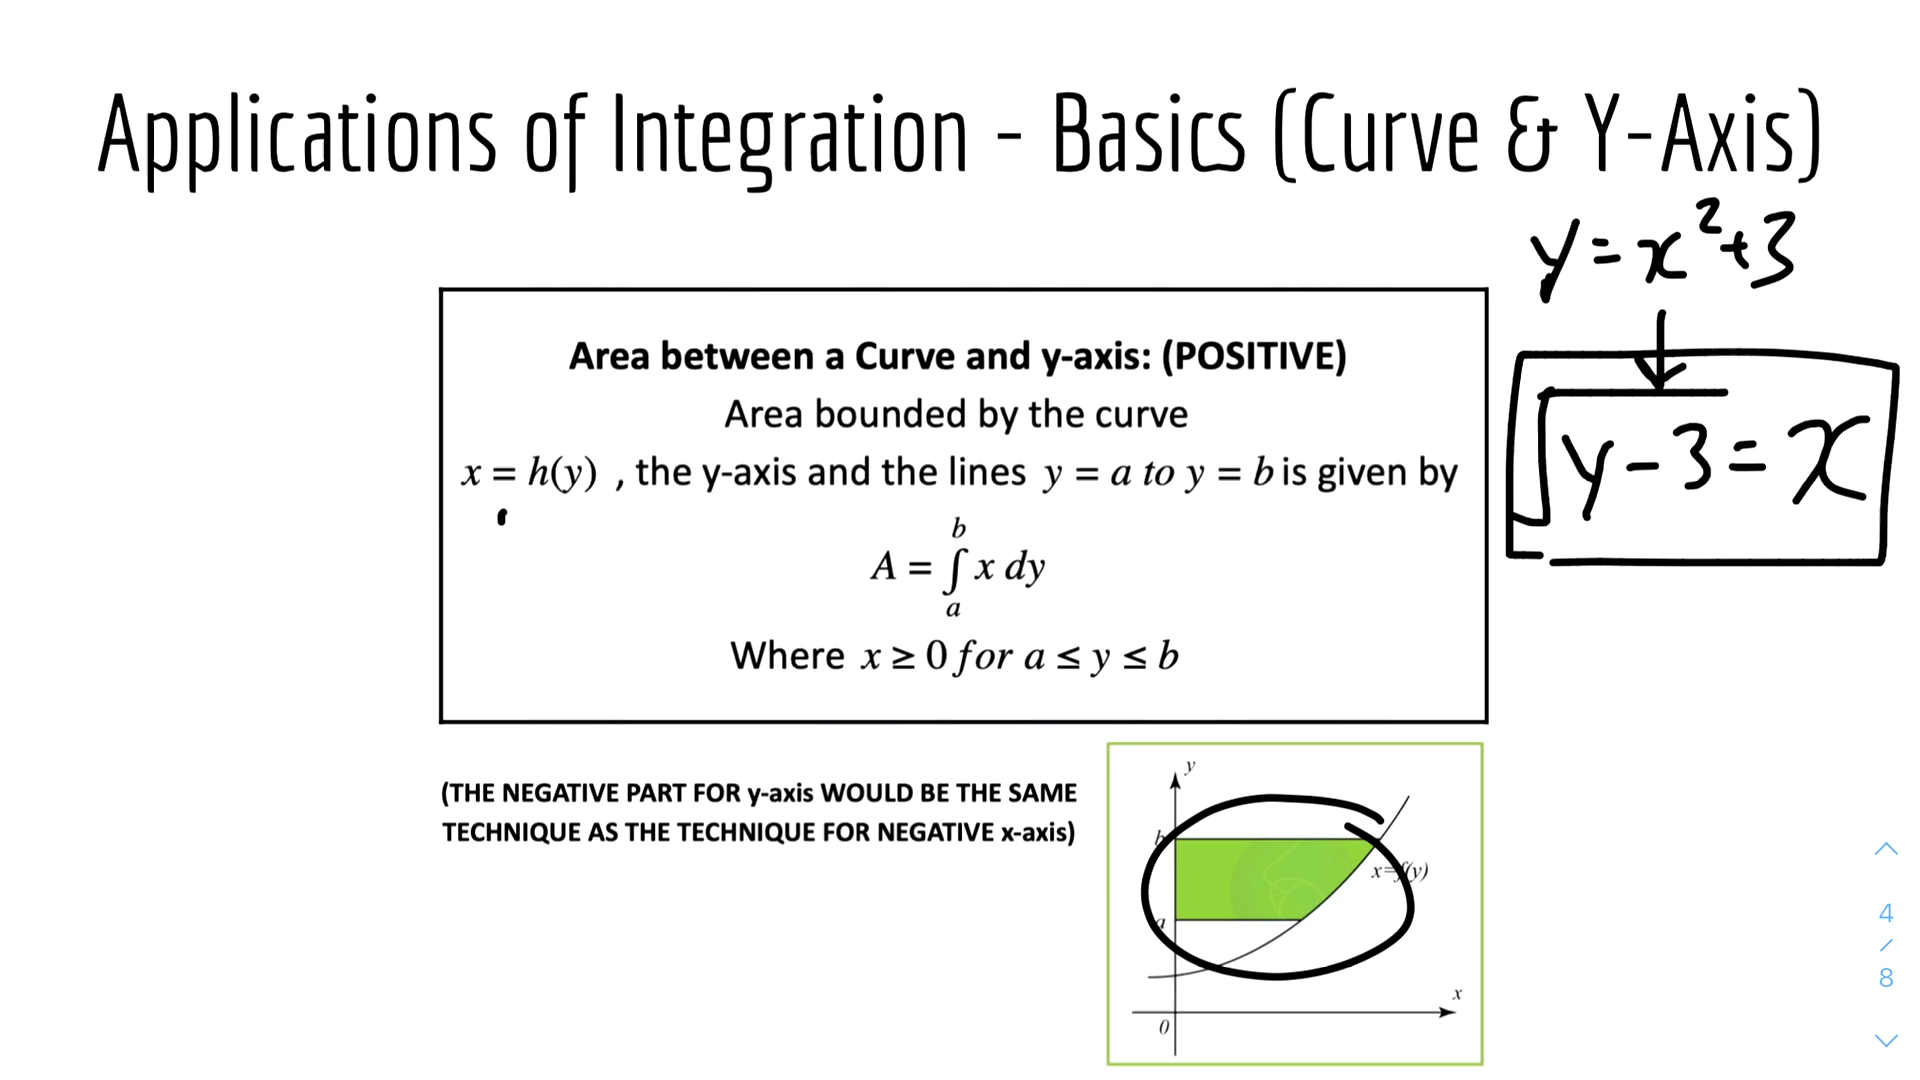 Applications of Integration - Basics (Curve & Y-Axis)
y = x²+3
√y-3 = x
Area between a Curve and y-axis: (POSITIVE)
Area bounded by the curve
x = h(y) , the y-axis and the lines y = a to y = b is given by
b
A = ∫ x dy
a
Where x ≥ 0 for a ≤ y ≤ b
(THE NEGATIVE PART FOR y-axis WOULD BE THE SAME
TECHNIQUE AS THE TECHNIQUE FOR NEGATIVE x-axis)
y
b
x=f(y)
a
x
0
4
/
8